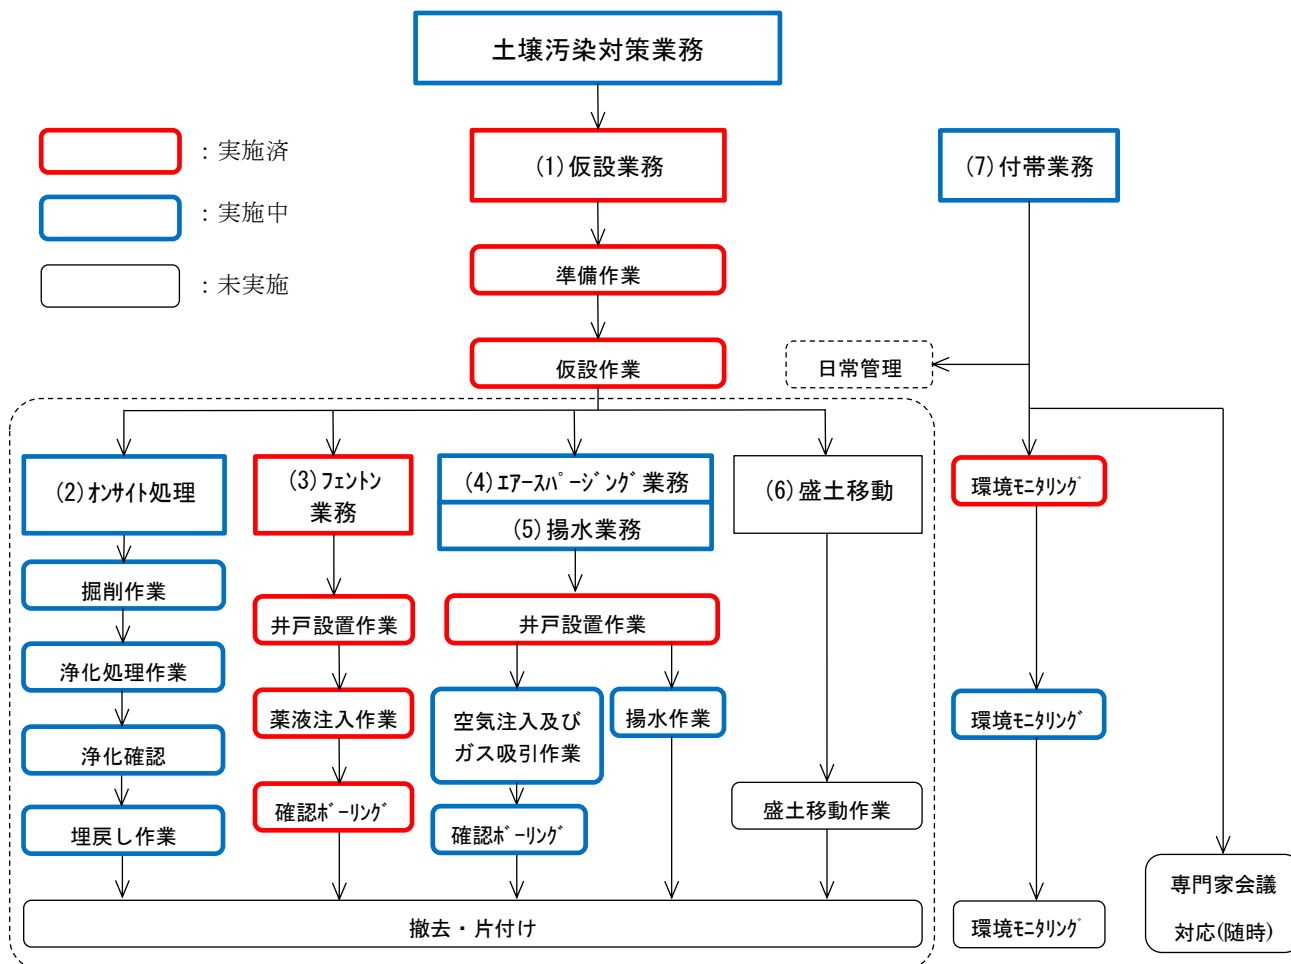 土壌汚染対策業務
：実施済
：実施中
：未実施
(1)仮設業務
(7)付帯業務
準備作業
仮設作業
日常管理
(2)ｵﾝｻｲﾄ処理
(3)ﾌｪﾝﾄﾝ
業務
(4)ｴｱｰｽﾊﾟｰｼﾞﾝｸﾞ業務
(5)揚水業務
(6)盛土移動
環境ﾓﾆﾀﾘﾝｸﾞ
掘削作業
井戸設置作業
井戸設置作業
浄化処理作業
薬液注入作業
空気注入及び
ガス吸引作業
揚水作業
環境ﾓﾆﾀﾘﾝｸﾞ
浄化確認
確認ﾎﾞｰﾘﾝｸﾞ
盛土移動作業
埋戻し作業
確認ﾎﾞｰﾘﾝｸﾞ
撤去・片付け
環境ﾓﾆﾀﾘﾝｸﾞ
専門家会議
対応(随時)